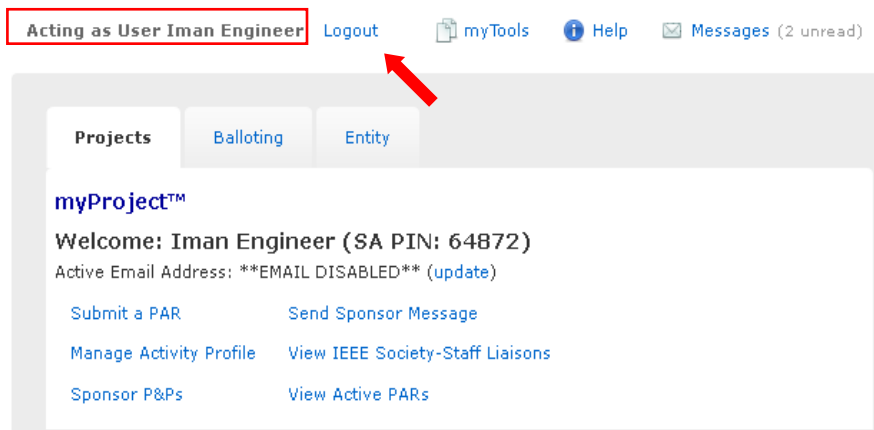 Acting as User Iman Engineer Logout myTools Help Messages (2 unread)
Projects Balloting Entity
myProject™
Welcome: Iman Engineer (SA PIN: 64872)
Active Email Address: **EMAIL DISABLED** (update)
Submit a PAR Send Sponsor Message
Manage Activity Profile View IEEE Society-Staff Liaisons
Sponsor P&Ps View Active PARs